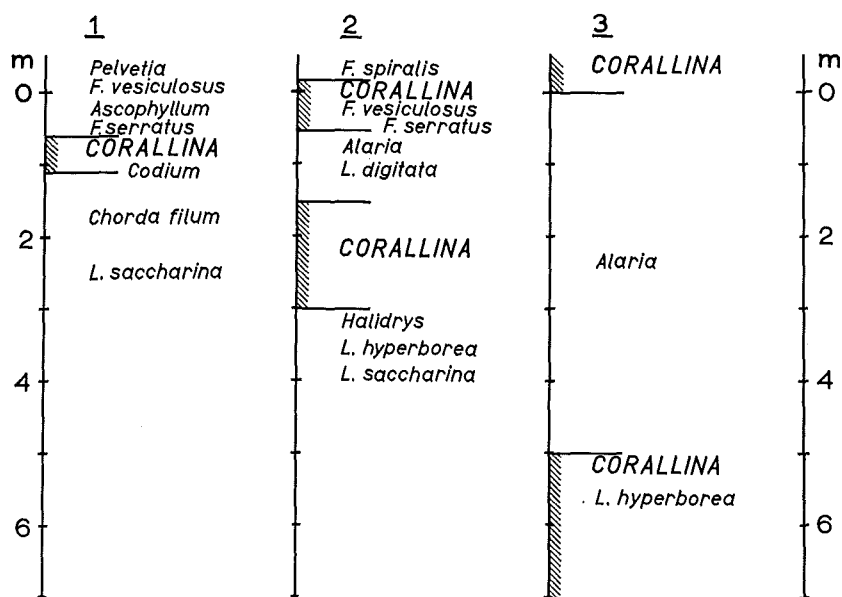 1
m
0
2
4
6
Pelvetia
F. vesiculosus
Ascophyllum
F. serratus
CORALLINA
Codium
Chorda filum
L. saccharina
2
F. spiralis
CORALLINA
F. vesiculosus
F. serratus
Alaria
L. digitata
CORALLINA
Halidrys
L. hyperborea
L. saccharina
3
CORALLINA
Alaria
CORALLINA
L. hyperborea
m
0
2
4
6